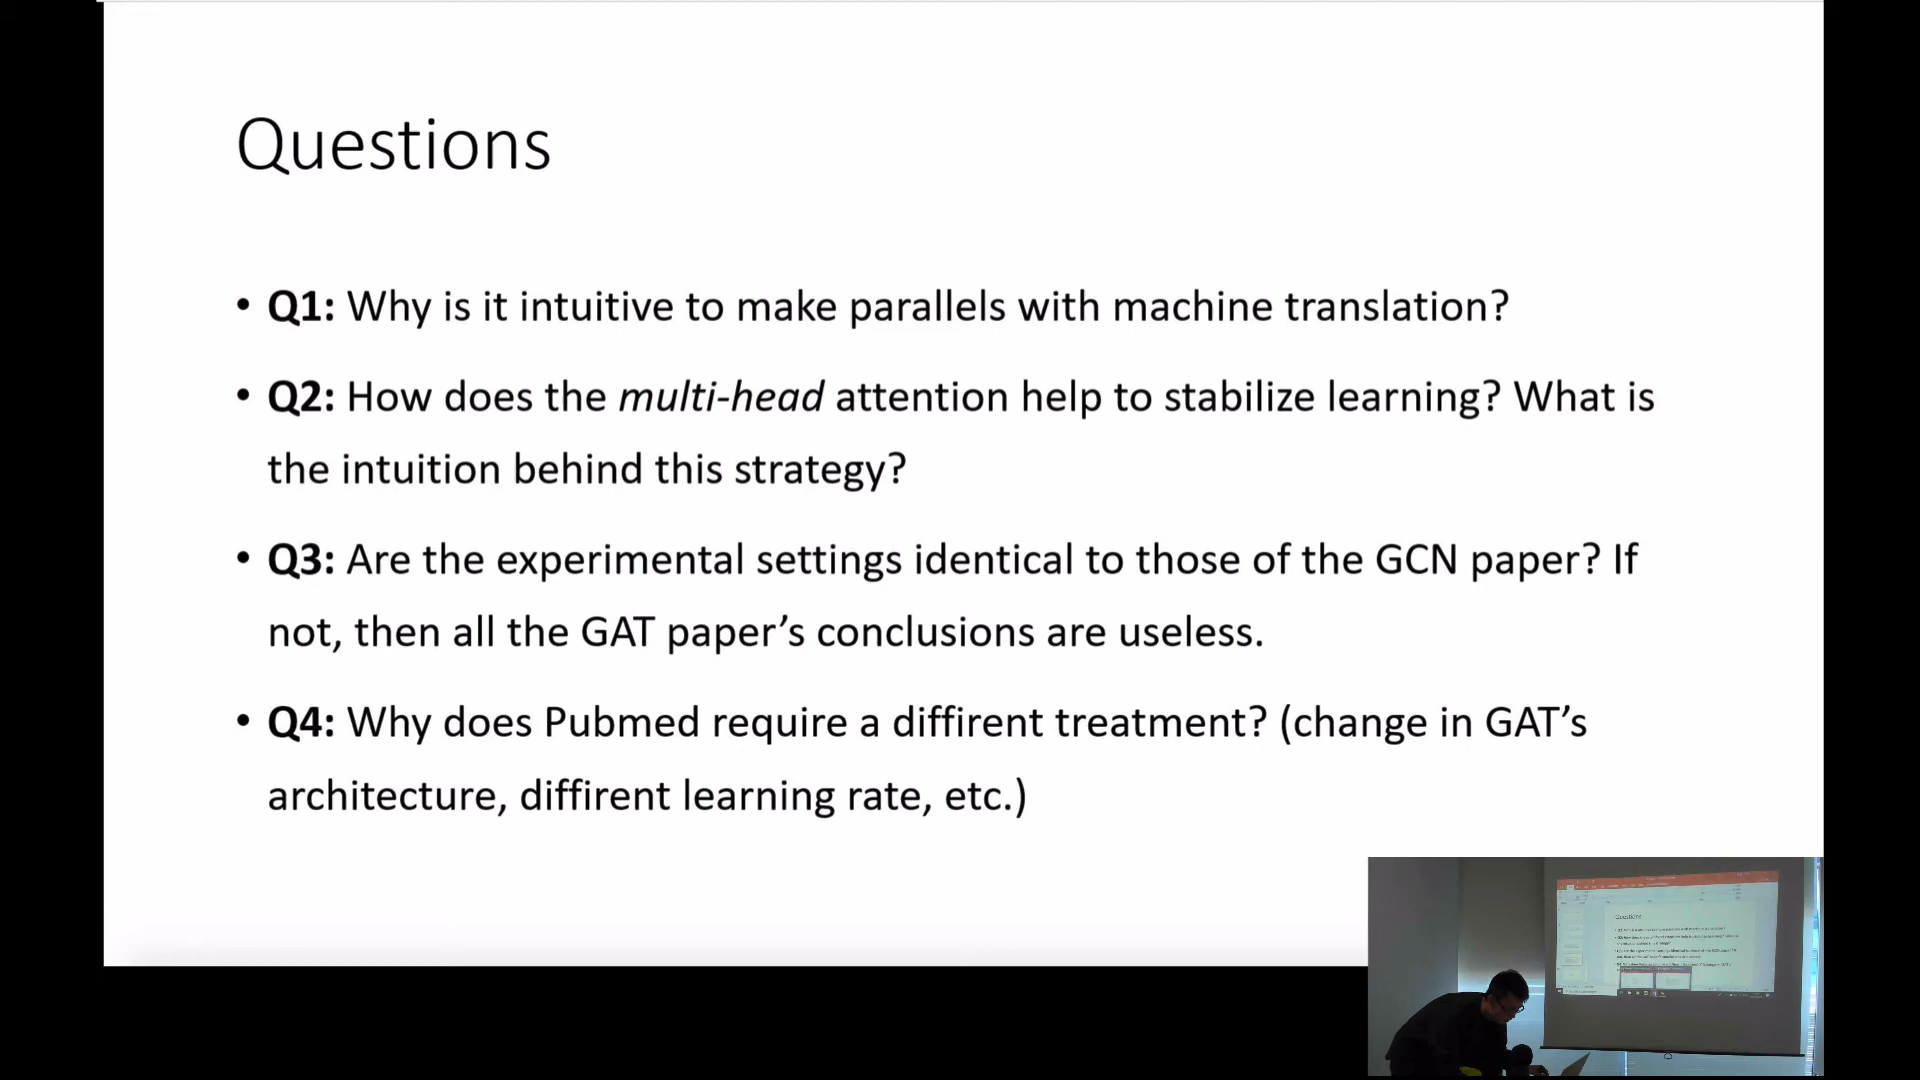 Questions
• Q1: Why is it intuitive to make parallels with machine translation?
• Q2: How does the multi-head attention help to stabilize learning? What is
the intuition behind this strategy?
• Q3: Are the experimental settings identical to those of the GCN paper? If
not, then all the GAT paper’s conclusions are useless.
• Q4: Why does Pubmed require a diffirent treatment? (change in GAT’s
architecture, diffirent learning rate, etc.)
Questions